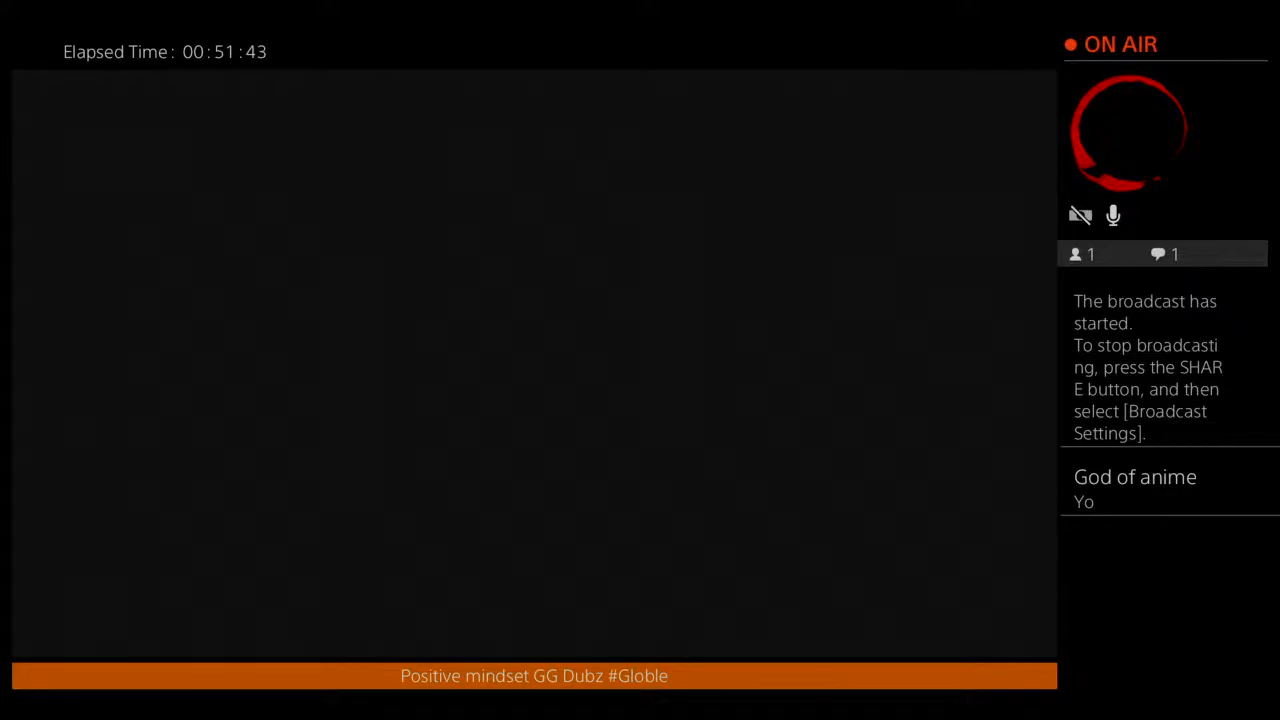 Elapsed Time: 00:51:43
ON AIR
1 1
The broadcast has
started.
To stop broadcasti
ng, press the SHAR
E button, and then
select [Broadcast
Settings].
God of anime
Yo
Positive mindset GG Dubz #Globle